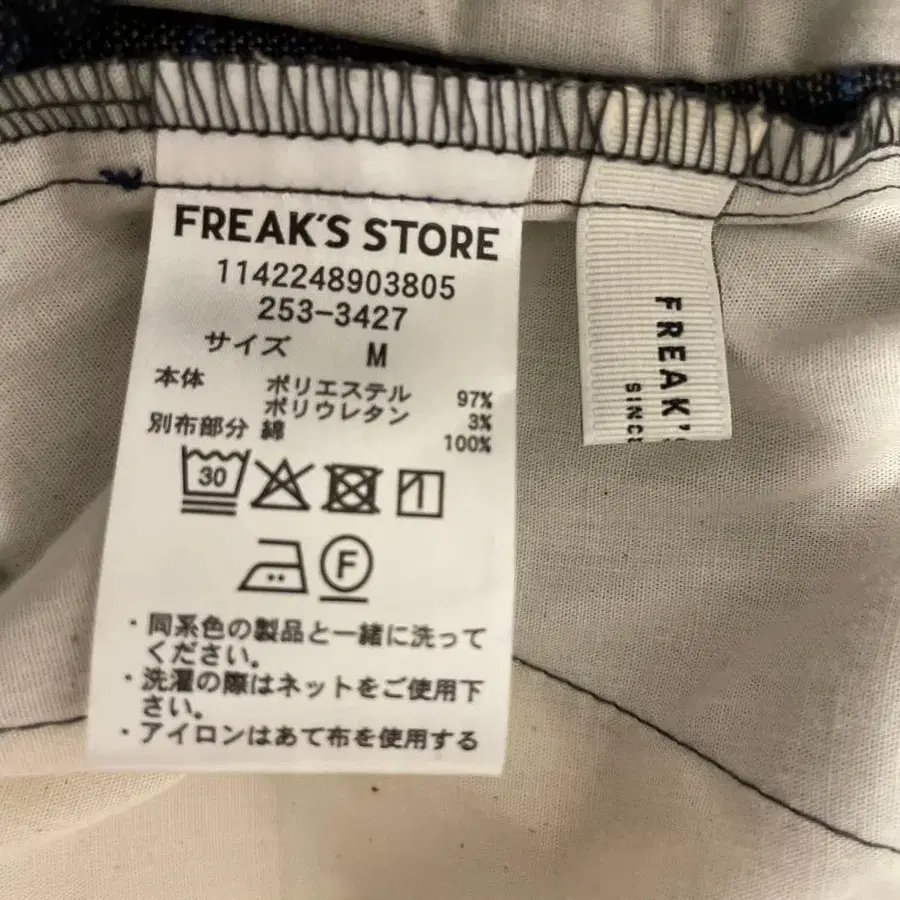 FREAK'S STORE
1142248903805
253-3427
サイズ M
本体 ポリエステル 97%
ポリウレタン 3%
別布部分 綿 100%
30
F
・同系色の製品と一緒に洗って
ください。
・洗濯の際はネットをご使用下
さい。
・アイロンはあて布を使用する
FREAK'S
SINCE